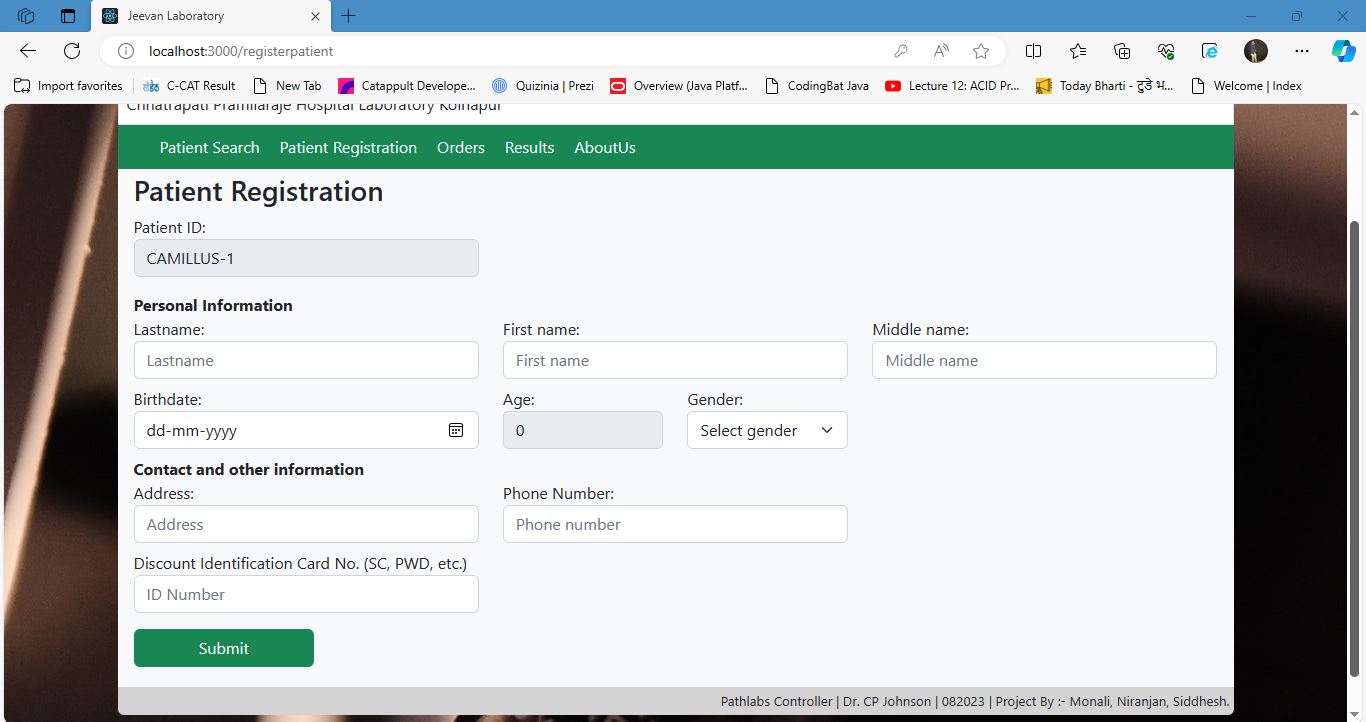 Jeevan Laboratory
localhost:3000/registerpatient
Import favorites C-CAT Result New Tab Catappult Develope... Quizinia | Prezi Overview (Java Platf... CodingBat Java Lecture 12: ACID Pr... Today Bharti - टुडे भ... Welcome | Index
Chhatrapati Pramilaraje Hospital Laboratory Kolhapur
Patient Search Patient Registration Orders Results AboutUs
Patient Registration
Patient ID:
CAMILLUS-1
Personal Information
Lastname: First name: Middle name:
Lastname First name Middle name
Birthdate: Age: Gender:
dd-mm-yyyy 0 Select gender
Contact and other information
Address: Phone Number:
Address Phone number
Discount Identification Card No. (SC, PWD, etc.)
ID Number
Submit
Pathlabs Controller | Dr. CP Johnson | 082023 | Project By :- Monali, Niranjan, Siddhesh.